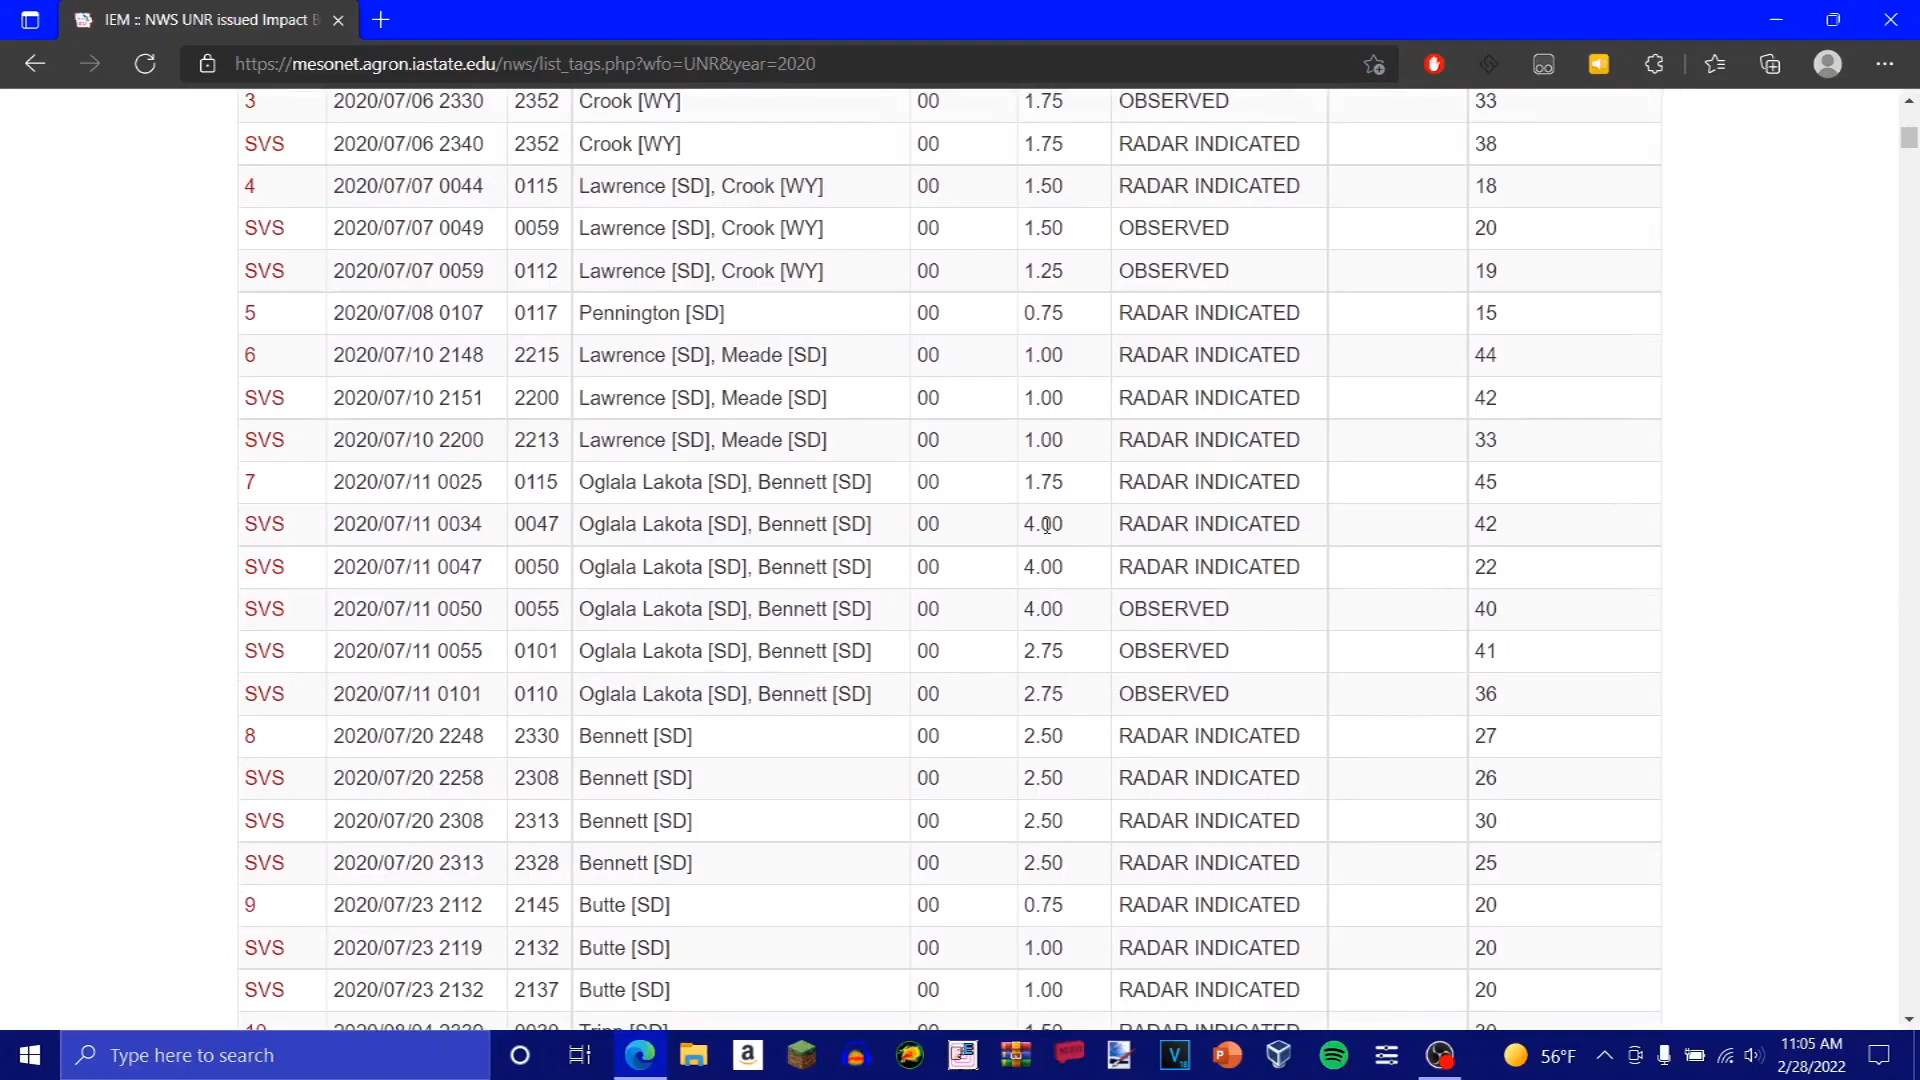 IEM :: NWS UNR issued Impact B
https://mesonet.agron.iastate.edu/nws/list_tags.php?wfo=UNR&year=2020
3 2020/07/06 2330 2352 Crook [WY] 00 1.75 OBSERVED 33
SVS 2020/07/06 2340 2352 Crook [WY] 00 1.75 RADAR INDICATED 38
4 2020/07/07 0044 0115 Lawrence [SD], Crook [WY] 00 1.50 RADAR INDICATED 18
SVS 2020/07/07 0049 0059 Lawrence [SD], Crook [WY] 00 1.50 OBSERVED 20
SVS 2020/07/07 0059 0112 Lawrence [SD], Crook [WY] 00 1.25 OBSERVED 19
5 2020/07/08 0107 0117 Pennington [SD] 00 0.75 RADAR INDICATED 15
6 2020/07/10 2148 2215 Lawrence [SD], Meade [SD] 00 1.00 RADAR INDICATED 44
SVS 2020/07/10 2151 2200 Lawrence [SD], Meade [SD] 00 1.00 RADAR INDICATED 42
SVS 2020/07/10 2200 2213 Lawrence [SD], Meade [SD] 00 1.00 RADAR INDICATED 33
7 2020/07/11 0025 0115 Oglala Lakota [SD], Bennett [SD] 00 1.75 RADAR INDICATED 45
SVS 2020/07/11 0034 0047 Oglala Lakota [SD], Bennett [SD] 00 4.00 RADAR INDICATED 42
SVS 2020/07/11 0047 0050 Oglala Lakota [SD], Bennett [SD] 00 4.00 RADAR INDICATED 22
SVS 2020/07/11 0050 0055 Oglala Lakota [SD], Bennett [SD] 00 4.00 OBSERVED 40
SVS 2020/07/11 0055 0101 Oglala Lakota [SD], Bennett [SD] 00 2.75 OBSERVED 41
SVS 2020/07/11 0101 0110 Oglala Lakota [SD], Bennett [SD] 00 2.75 OBSERVED 36
8 2020/07/20 2248 2330 Bennett [SD] 00 2.50 RADAR INDICATED 27
SVS 2020/07/20 2258 2308 Bennett [SD] 00 2.50 RADAR INDICATED 26
SVS 2020/07/20 2308 2313 Bennett [SD] 00 2.50 RADAR INDICATED 30
SVS 2020/07/20 2313 2328 Bennett [SD] 00 2.50 RADAR INDICATED 25
9 2020/07/23 2112 2145 Butte [SD] 00 0.75 RADAR INDICATED 20
SVS 2020/07/23 2119 2132 Butte [SD] 00 1.00 RADAR INDICATED 20
SVS 2020/07/23 2132 2137 Butte [SD] 00 1.00 RADAR INDICATED 20
Type here to search
56°F
11:05 AM
2/28/2022